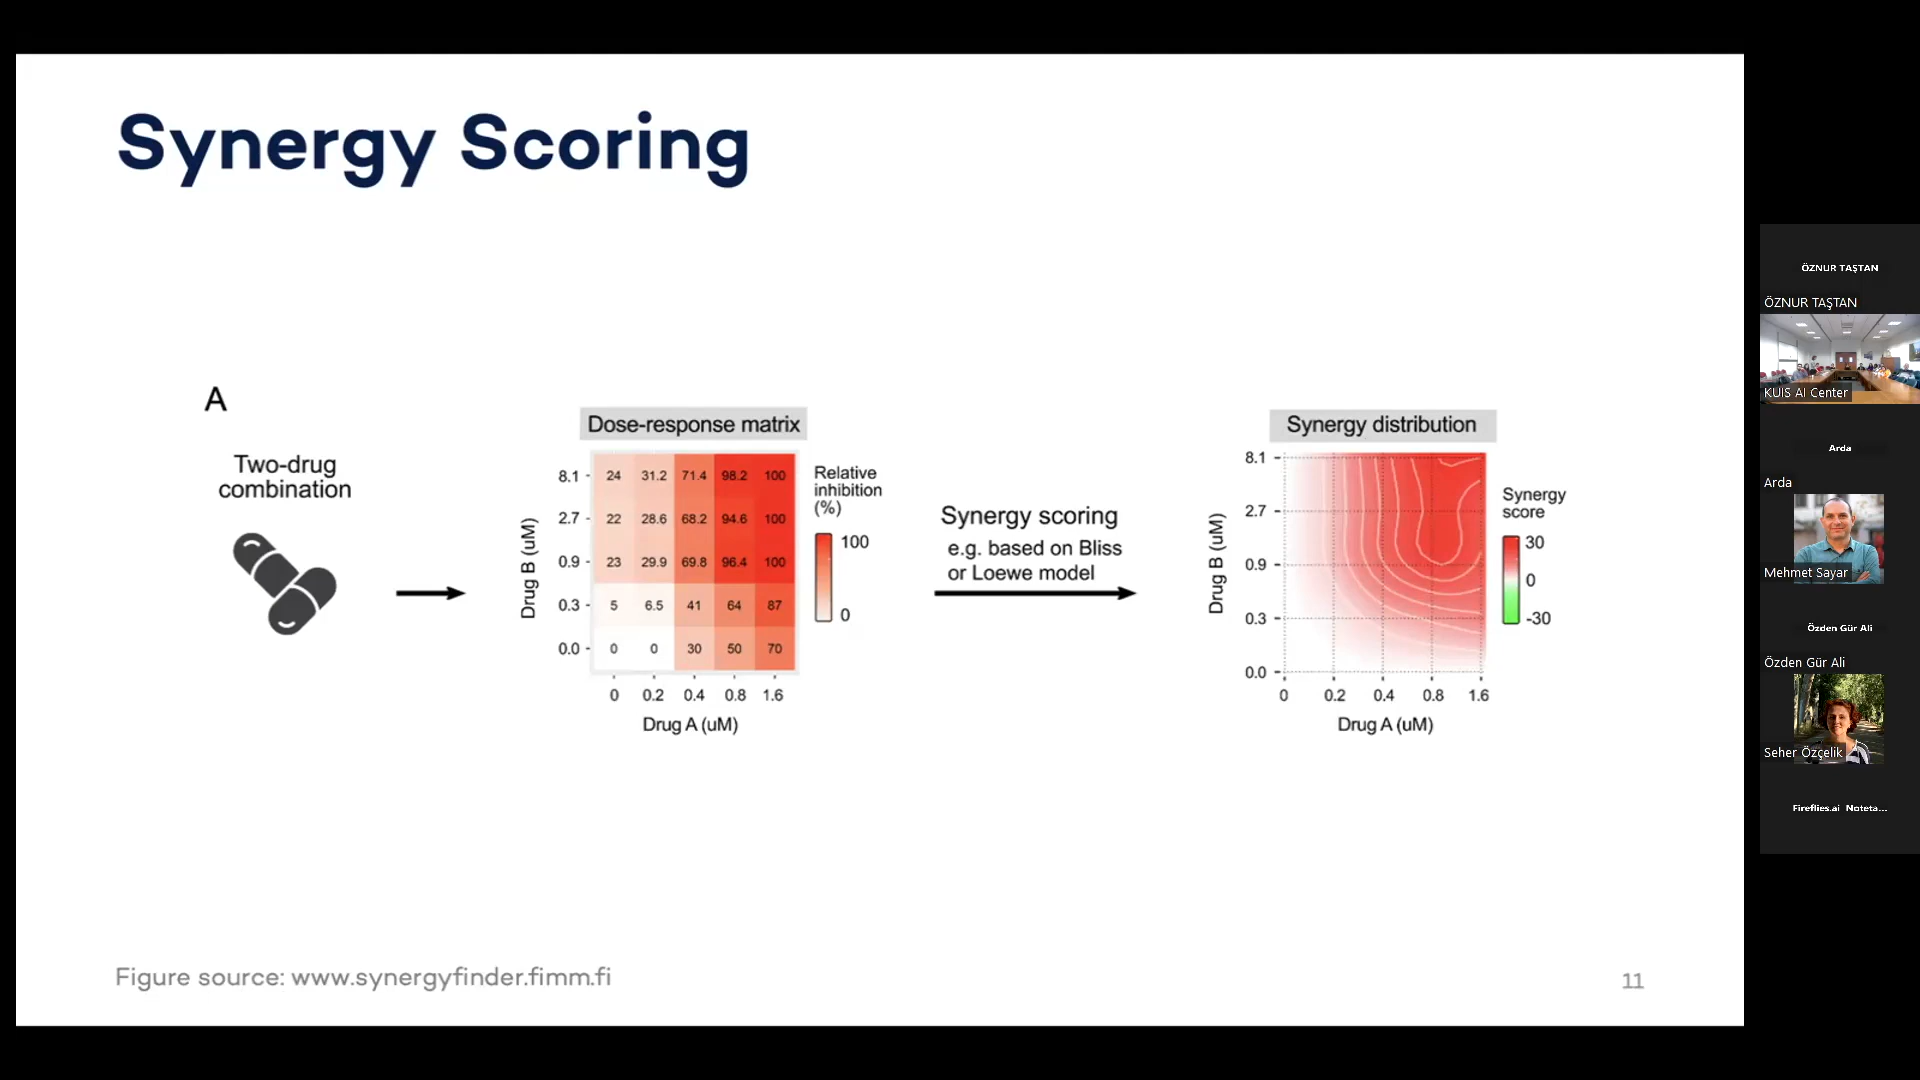 Synergy Scoring
A
Two-drug
combination
Dose-response matrix
Drug B (uM)
8.1 24 31.2 71.4 98.2 100
2.7 22 28.6 68.2 94.6 100
0.9 23 29.9 69.8 96.4 100
0.3 5 6.5 41 64 87
0.0 0 0 30 50 70
0 0.2 0.4 0.8 1.6
Drug A (uM)
Relative
inhibition
(%)
100
0
Synergy scoring
e.g. based on Bliss
or Loewe model
Synergy distribution
Drug B (uM)
8.1
2.7
0.9
0.3
0.0
0 0.2 0.4 0.8 1.6
Drug A (uM)
Synergy
score
30
0
-30
Figure source: www.synergyfinder.fimm.fi
11
ÖZNUR TAŞTAN
ÖZNUR TAŞTAN
KUIS AI Center
Arda
Arda
Mehmet Sayar
Özden Gür Ali
Özden Gür Ali
Seher Özçelik
Fireflies.ai Noteta...